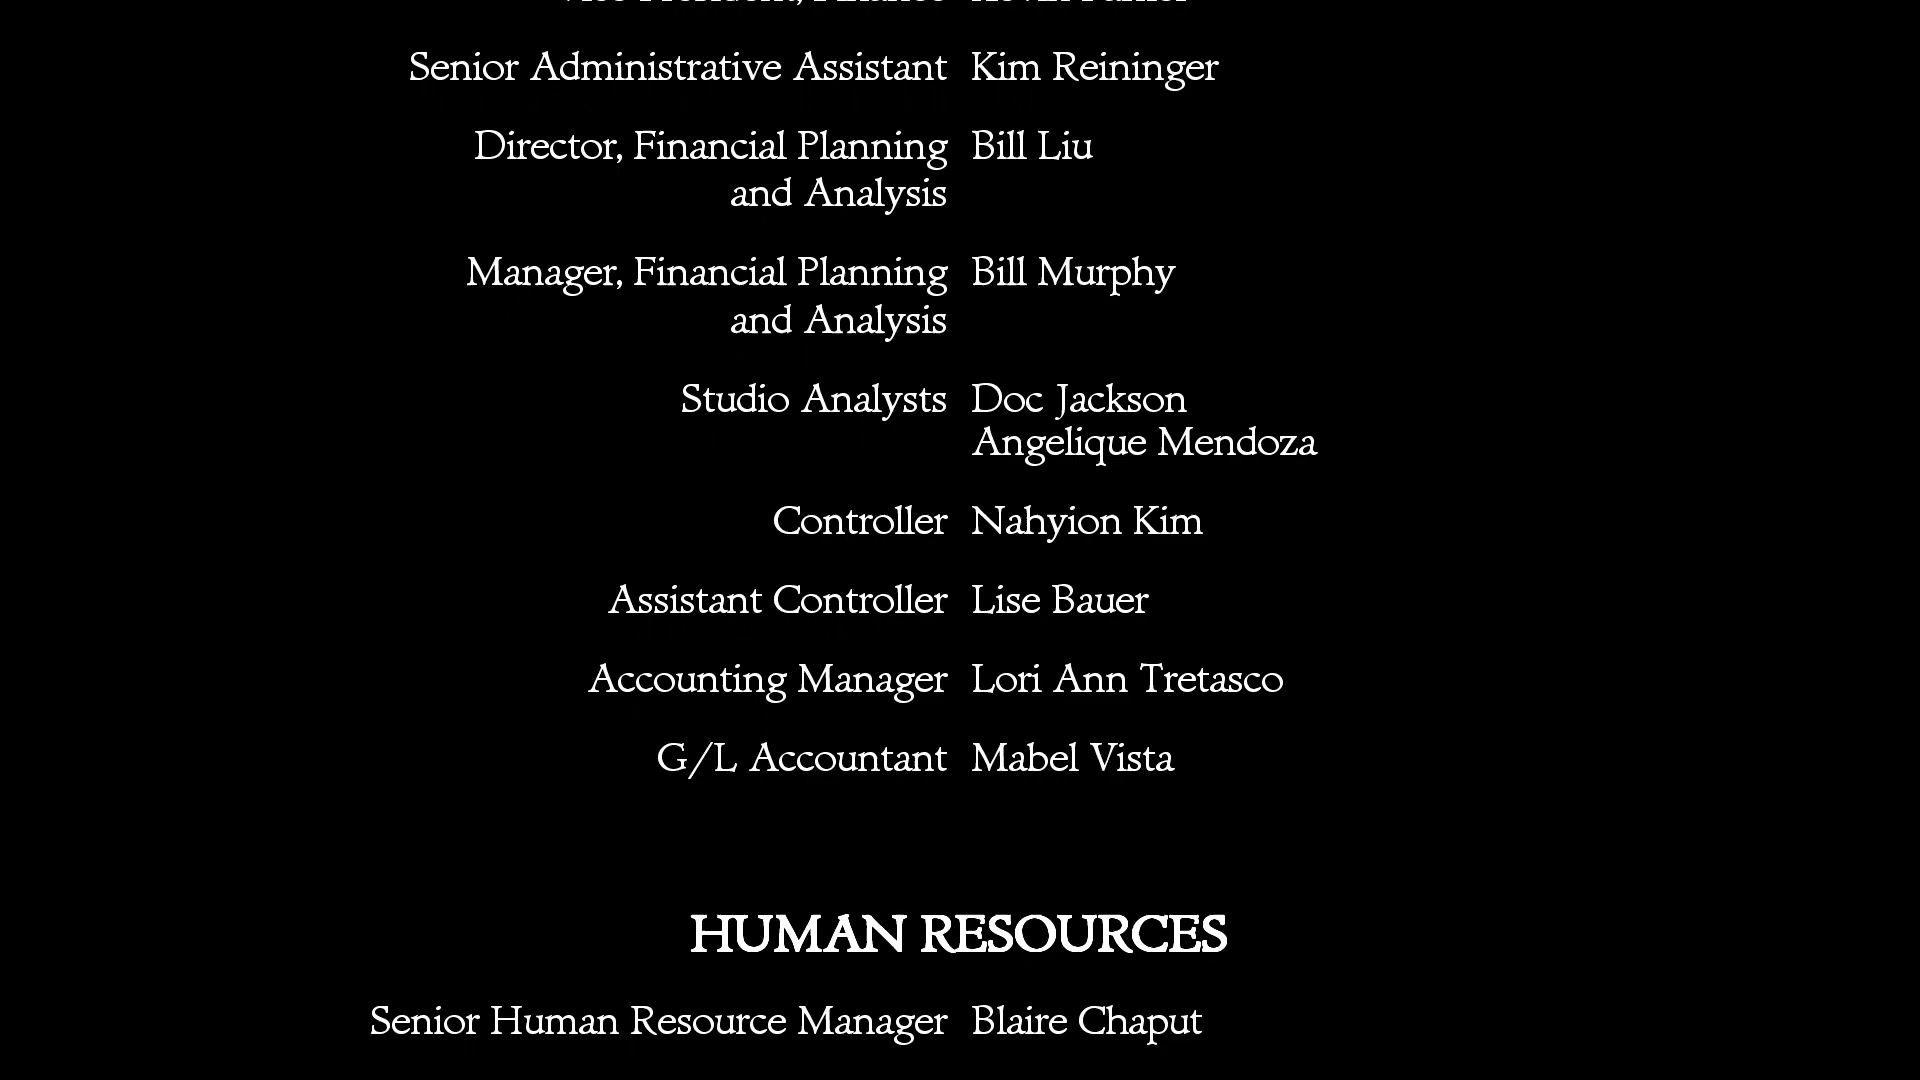 Senior Administrative Assistant Kim Reininger
Director, Financial Planning Bill Liu
and Analysis
Manager, Financial Planning Bill Murphy
and Analysis
Studio Analysts Doc Jackson
Angelique Mendoza
Controller Nahyion Kim
Assistant Controller Lise Bauer
Accounting Manager Lori Ann Tretasco
G/L Accountant Mabel Vista
HUMAN RESOURCES
Senior Human Resource Manager Blaire Chaput